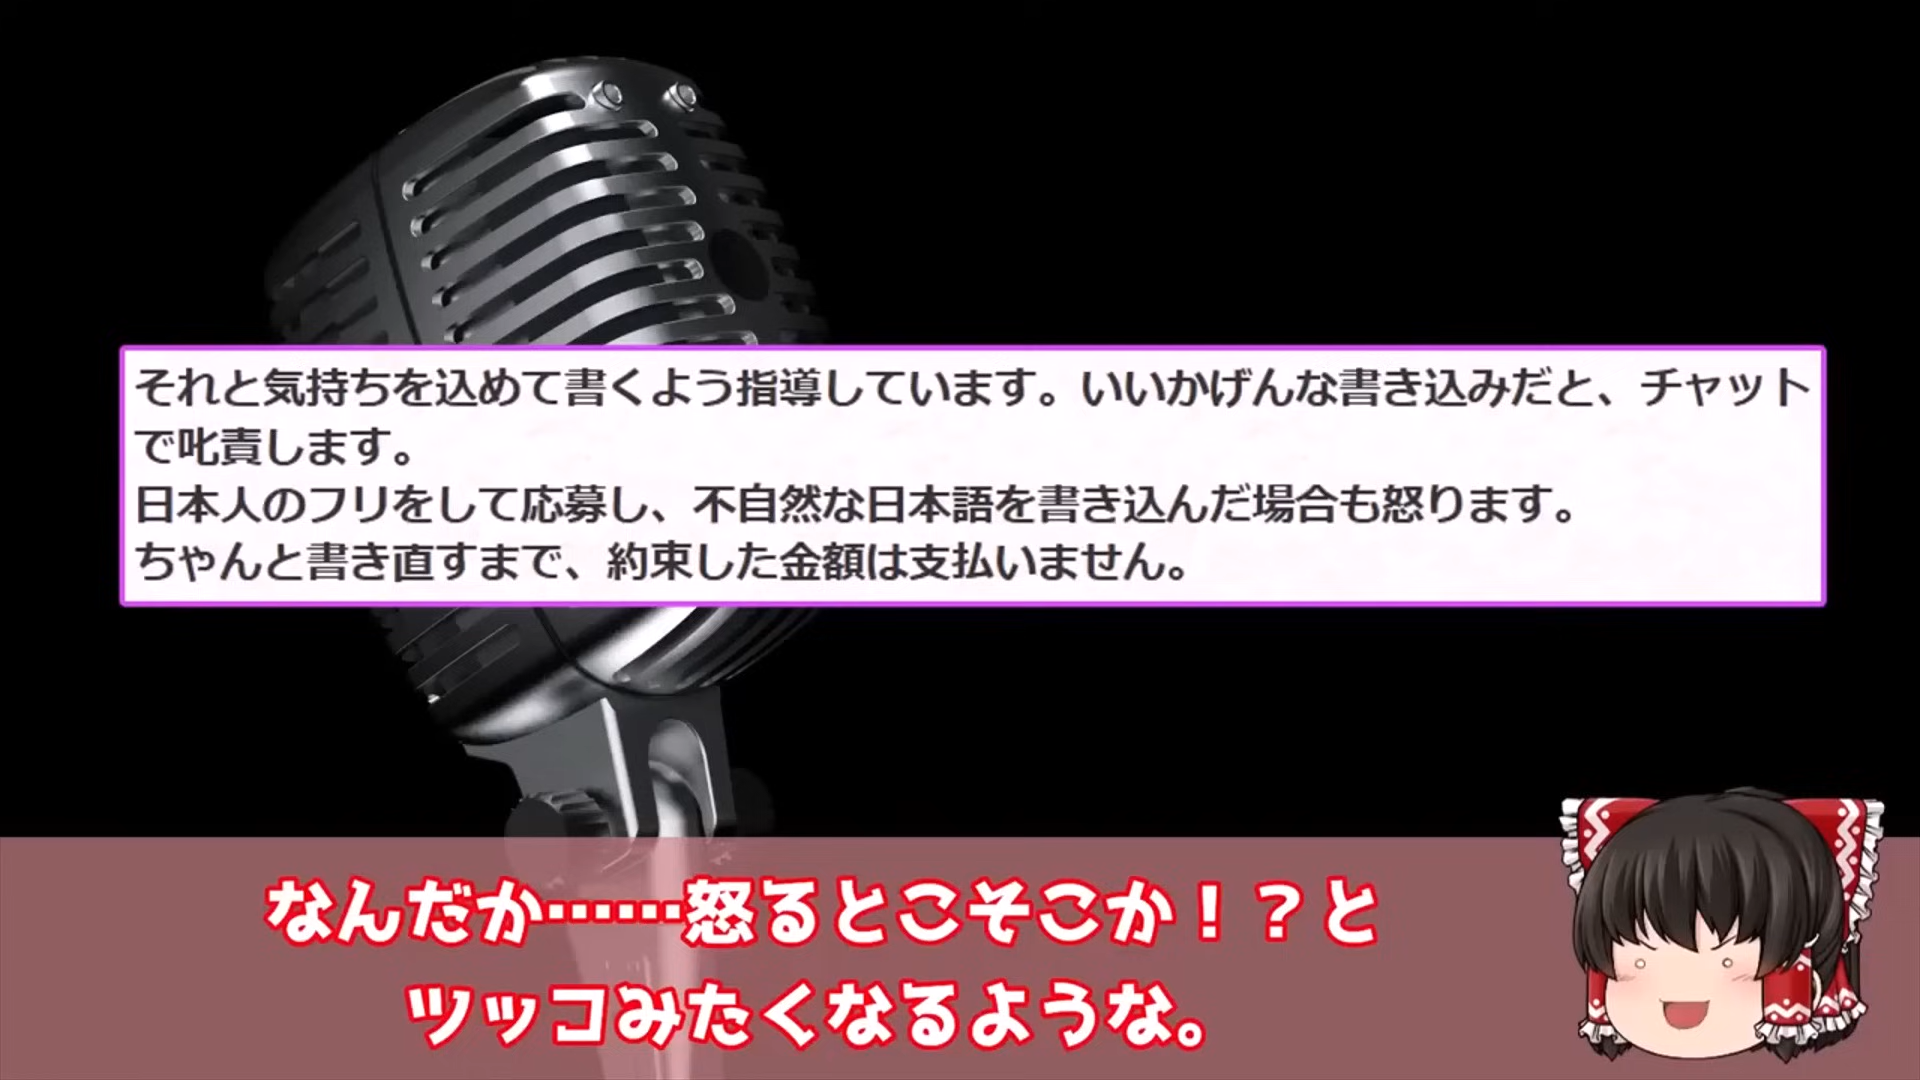 それと気持ちを込めて書くよう指導しています。いいかげんな書き込みだと、チャット
で叱責します。
日本人のフリをして応募し、不自然な日本語を書き込んだ場合も怒ります。
ちゃんと書き直すまで、約束した金額は支払いません。
なんだか……怒るとこそこか！？と
ツッコみたくなるような。